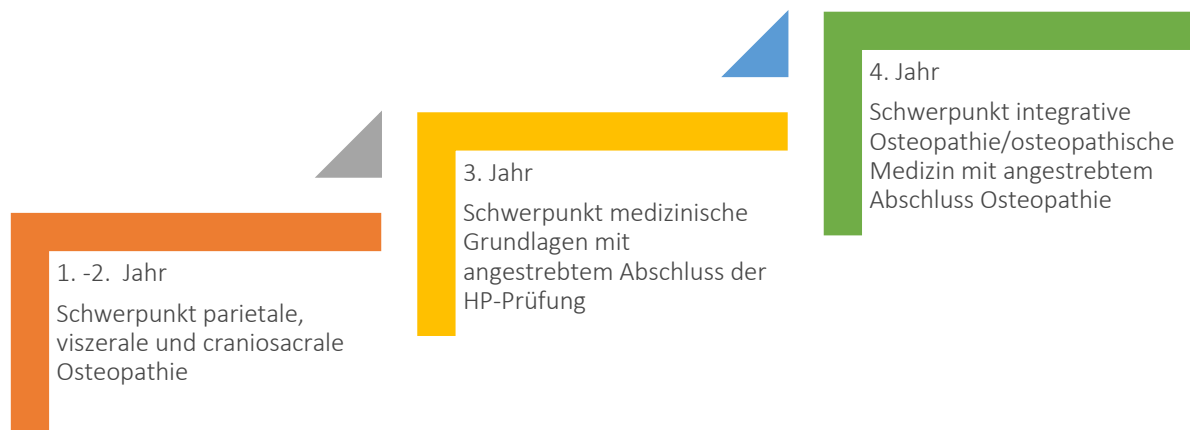 1. -2.  Jahr
Schwerpunkt parietale,
viszerale und craniosacrale
Osteopathie
3. Jahr
Schwerpunkt medizinische
Grundlagen mit
angestrebtem Abschluss der
HP-Prüfung
4. Jahr
Schwerpunkt integrative
Osteopathie/osteopathische
Medizin mit angestrebtem
Abschluss Osteopathie